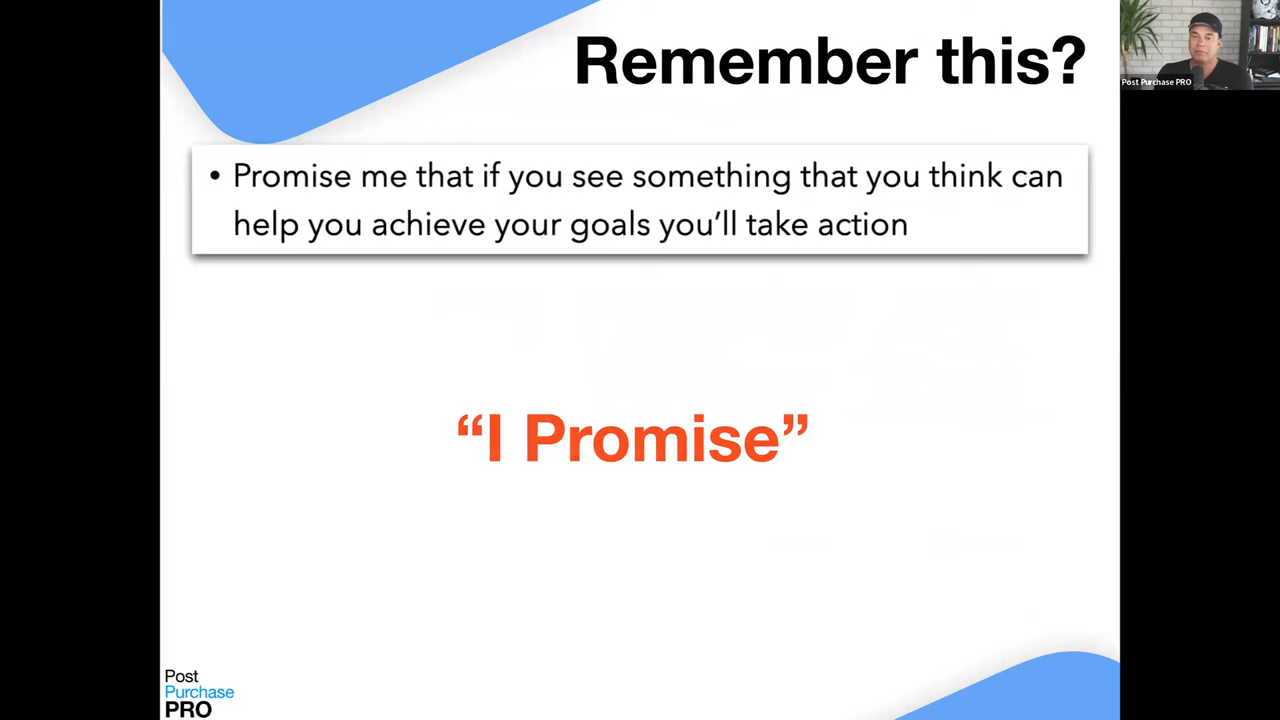 Remember this?
Post Purchase PRO
• Promise me that if you see something that you think can
help you achieve your goals you’ll take action
“I Promise”
Post
Purchase
PRO